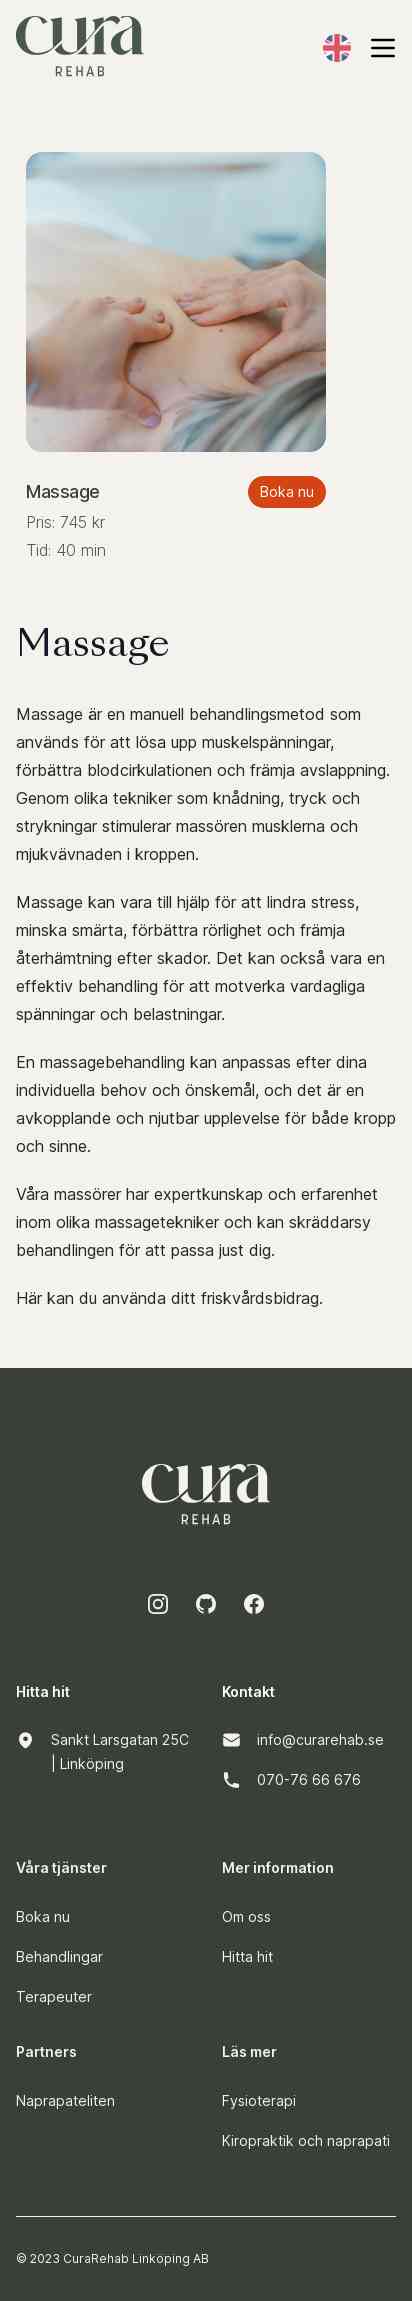 cura
REHAB
Massage
Boka nu
Pris: 745 kr
Tid: 40 min
Massage
Massage är en manuell behandlingsmetod som
används för att lösa upp muskelspänningar,
förbättra blodcirkulationen och främja avslappning.
Genom olika tekniker som knådning, tryck och
strykningar stimulerar massören musklerna och
mjukvävnaden i kroppen.
Massage kan vara till hjälp för att lindra stress,
minska smärta, förbättra rörlighet och främja
återhämtning efter skador. Det kan också vara en
effektiv behandling för att motverka vardagliga
spänningar och belastningar.
En massagebehandling kan anpassas efter dina
individuella behov och önskemål, och det är en
avkopplande och njutbar upplevelse för både kropp
och sinne.
Våra massörer har expertkunskap och erfarenhet
inom olika massagetekniker och kan skräddarsy
behandlingen för att passa just dig.
Här kan du använda ditt friskvårdsbidrag.
cura
REHAB
Hitta hit
Sankt Larsgatan 25C
| Linköping
Kontakt
info@curarehab.se
070-76 66 676
Våra tjänster
Boka nu
Behandlingar
Terapeuter
Mer information
Om oss
Hitta hit
Partners
Naprapateliten
Läs mer
Fysioterapi
Kiropraktik och naprapati
© 2023 CuraRehab Linköping AB